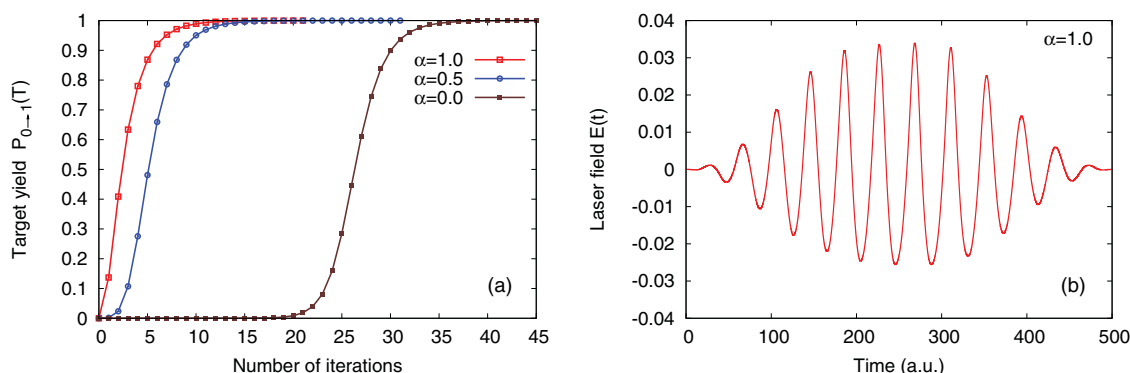 Target yield P₀→₁(T)
1
0.9
0.8
0.7
0.6
0.5
0.4
0.3
0.2
0.1
0
α=1.0
α=0.5
α=0.0
(a)
0 5 10 15 20 25 30 35 40 45
Number of iterations
Laser field E(t)
0.04
0.03
0.02
0.01
0
-0.01
-0.02
-0.03
-0.04
α=1.0
(b)
0 100 200 300 400 500
Time (a.u.)